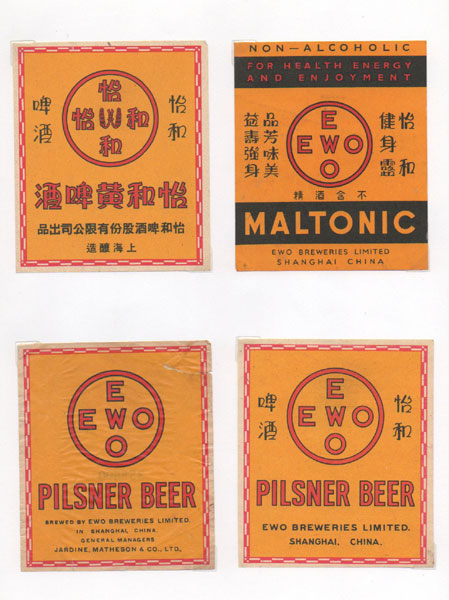 怡
怡W和
和
怡和
啤酒
怡和黃啤酒
怡和啤酒股份有限公司出品
上海釀造
NON—ALCOHOLIC
FOR HEALTH ENERGY
AND ENJOYMENT
E
EWO
O
怡和
健身露
品芳味美
益壽強身
不含酒精
MALTONIC
EWO BREWERIES LIMITED
SHANGHAI CHINA
E
EWO
O
PILSNER BEER
BREWED BY EWO BREWERIES LIMITED.
IN SHANGHAI, CHINA.
GENERAL MANAGERS
JARDINE, MATHESON & CO., LTD.
E
EWO
O
怡和
啤酒
PILSNER BEER
EWO BREWERIES LIMITED.
SHANGHAI, CHINA.